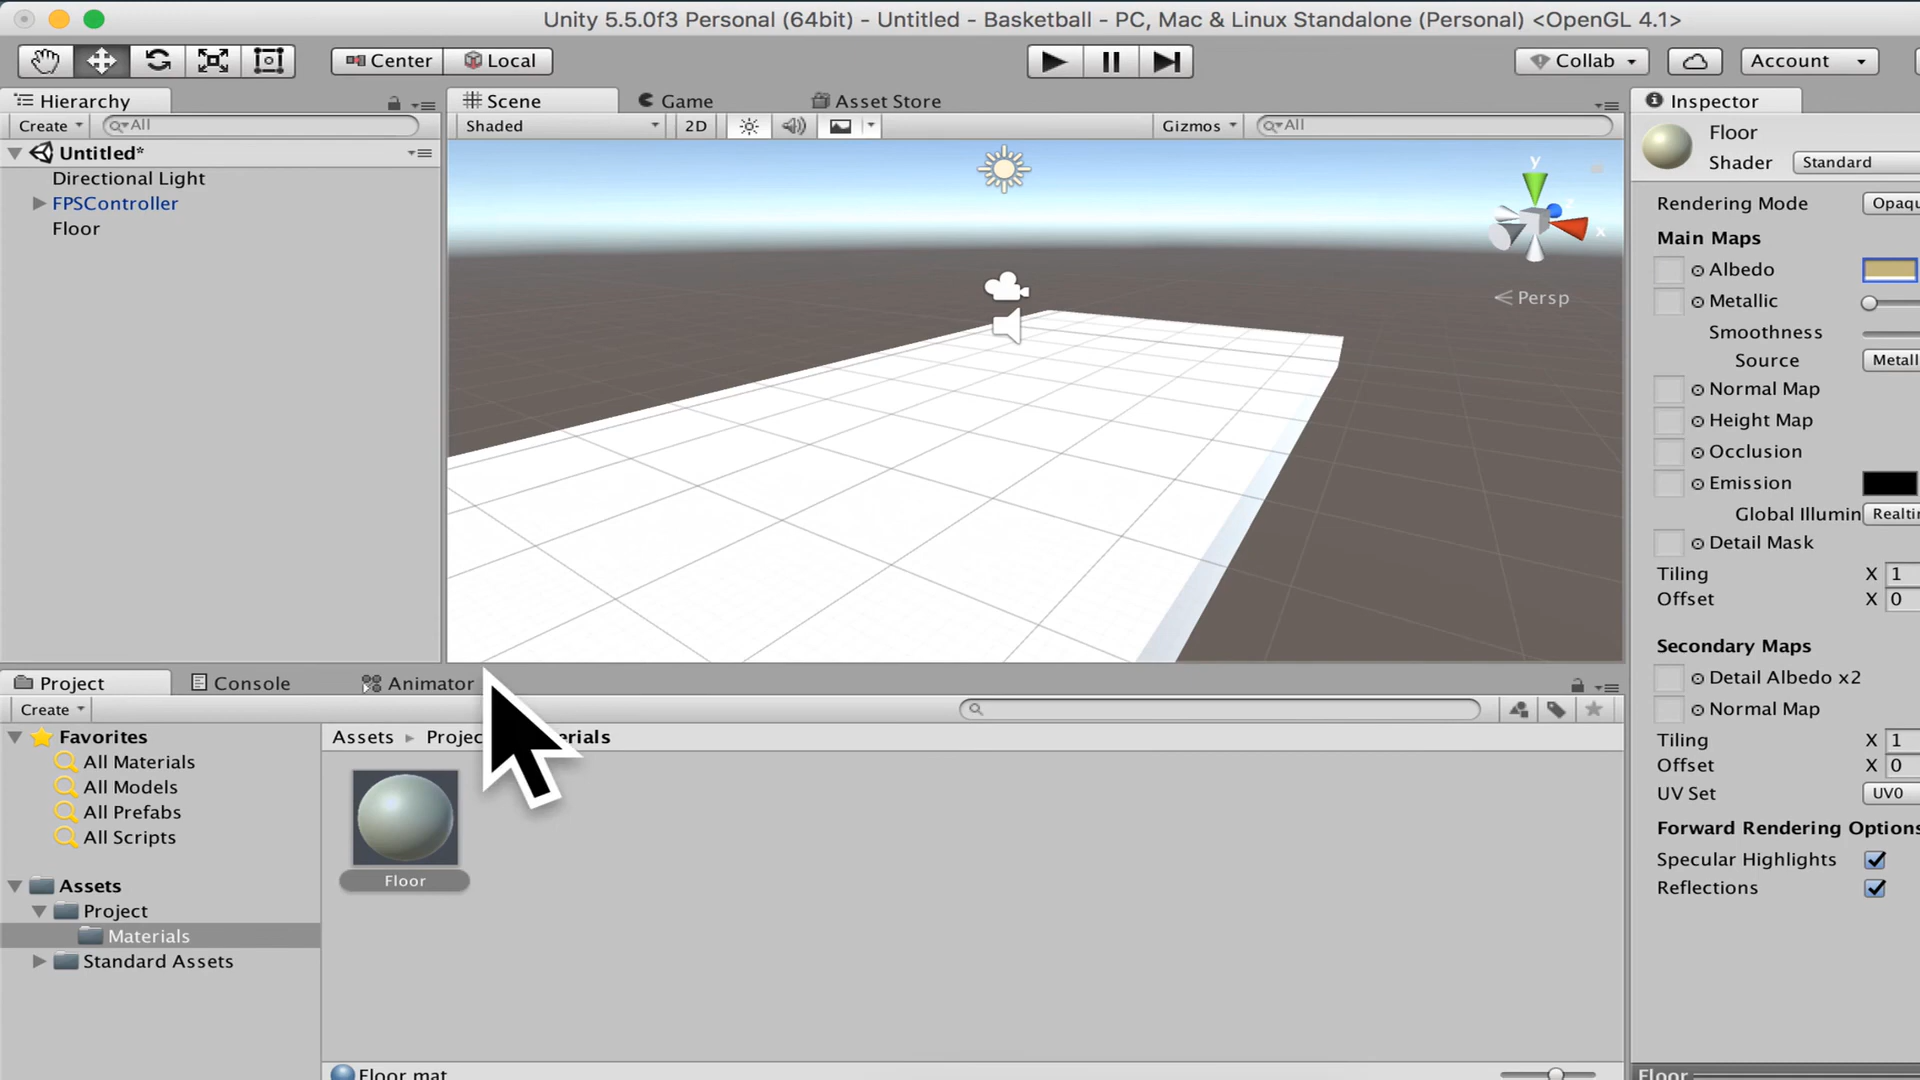 Unity 5.5.0f3 Personal (64bit) - Untitled - Basketball - PC, Mac & Linux Standalone (Personal) <OpenGL 4.1>
Center
Local
Collab
Account
Hierarchy
Create
All
Untitled*
Directional Light
FPSController
Floor
Scene
Game
Asset Store
Shaded
2D
Gizmos
All
y
x
Persp
Inspector
Floor
Shader
Standard
Rendering Mode
Opaqu
Main Maps
Albedo
Metallic
Smoothness
Source
Metall
Normal Map
Height Map
Occlusion
Emission
Global Illumin
Realti
Detail Mask
Tiling
X 1
Offset
X 0
Secondary Maps
Detail Albedo x2
Normal Map
Tiling
X 1
Offset
X 0
UV Set
UV0
Forward Rendering Options
Specular Highlights
Reflections
Floor
Project
Console
Animator
Create
Favorites
All Materials
All Models
All Prefabs
All Scripts
Assets
Project
Materials
Standard Assets
Assets
Projec
erials
Floor
Floor.mat